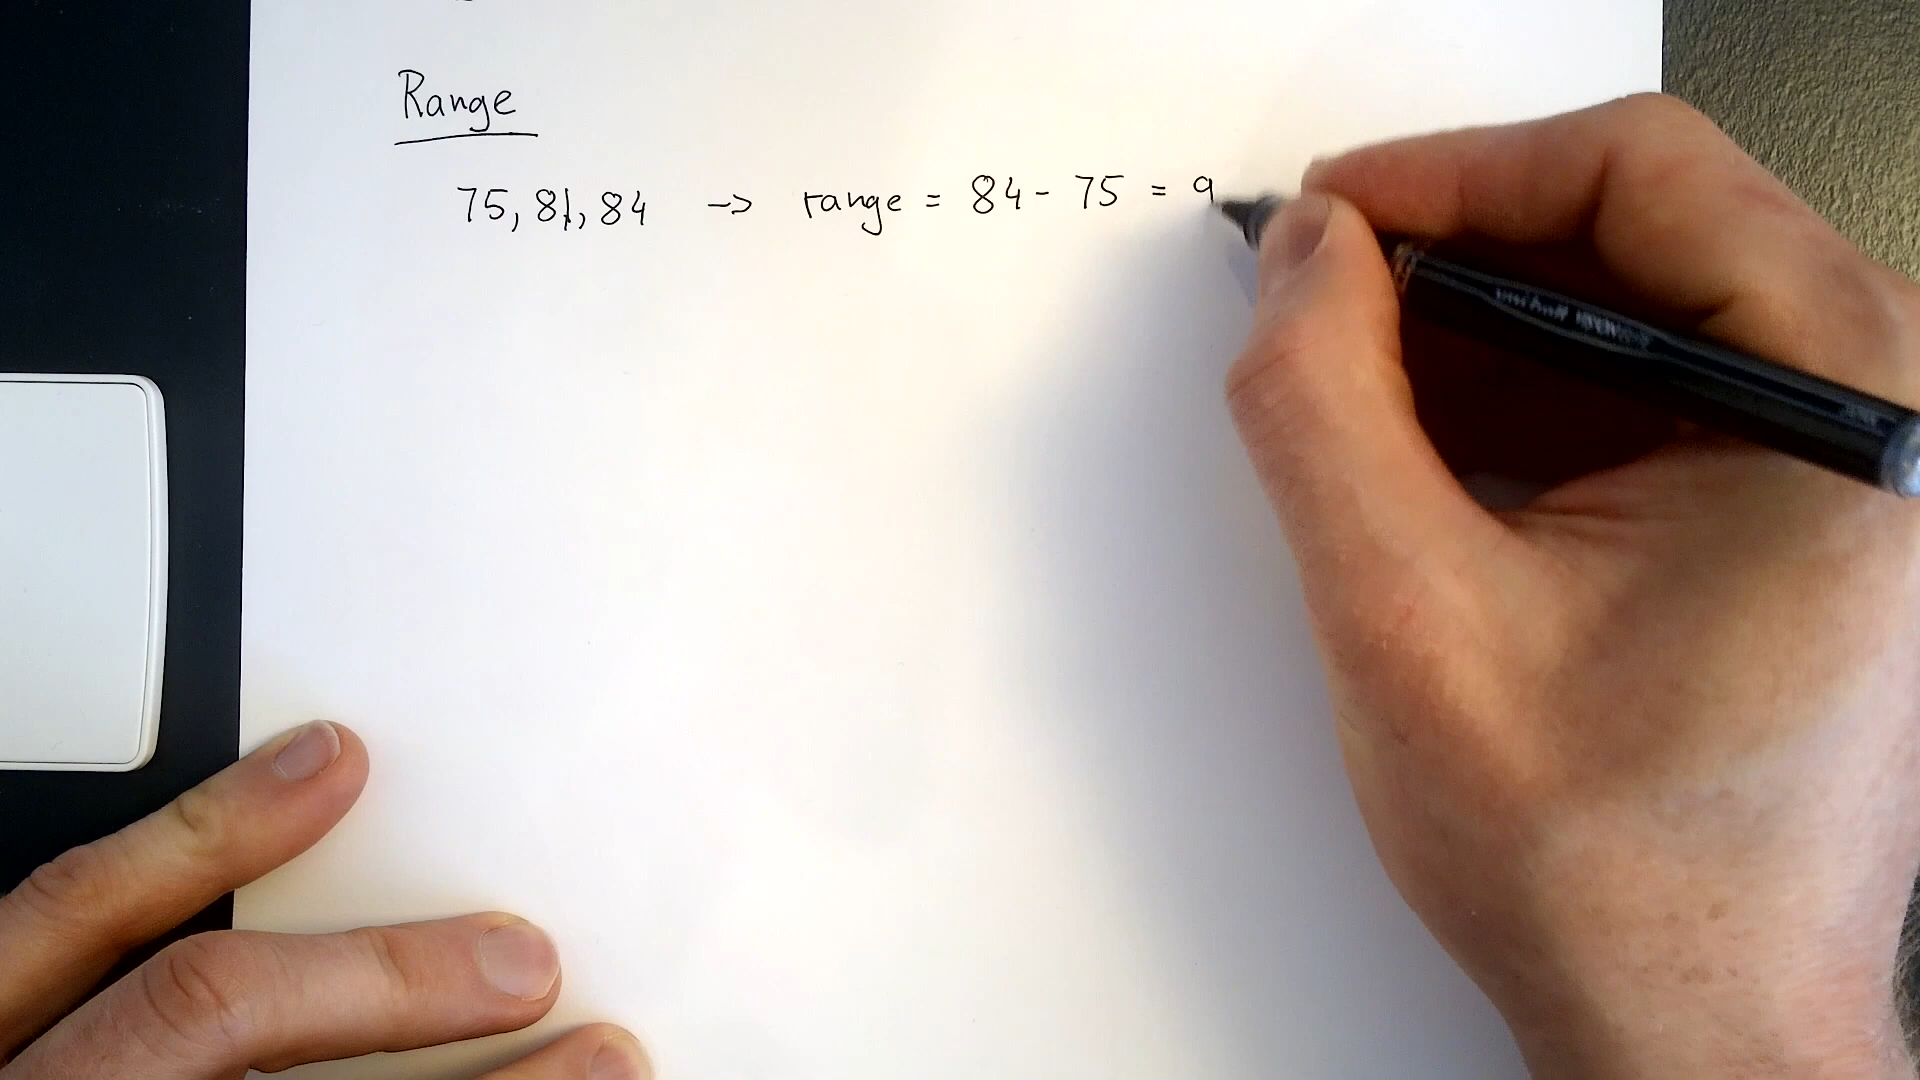 Range
75, 81, 84 -> range = 84 - 75 = 9